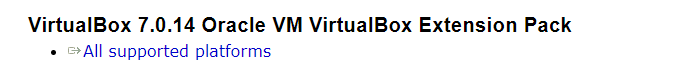 VirtualBox 7.0.14 Oracle VM VirtualBox Extension Pack
All supported platforms